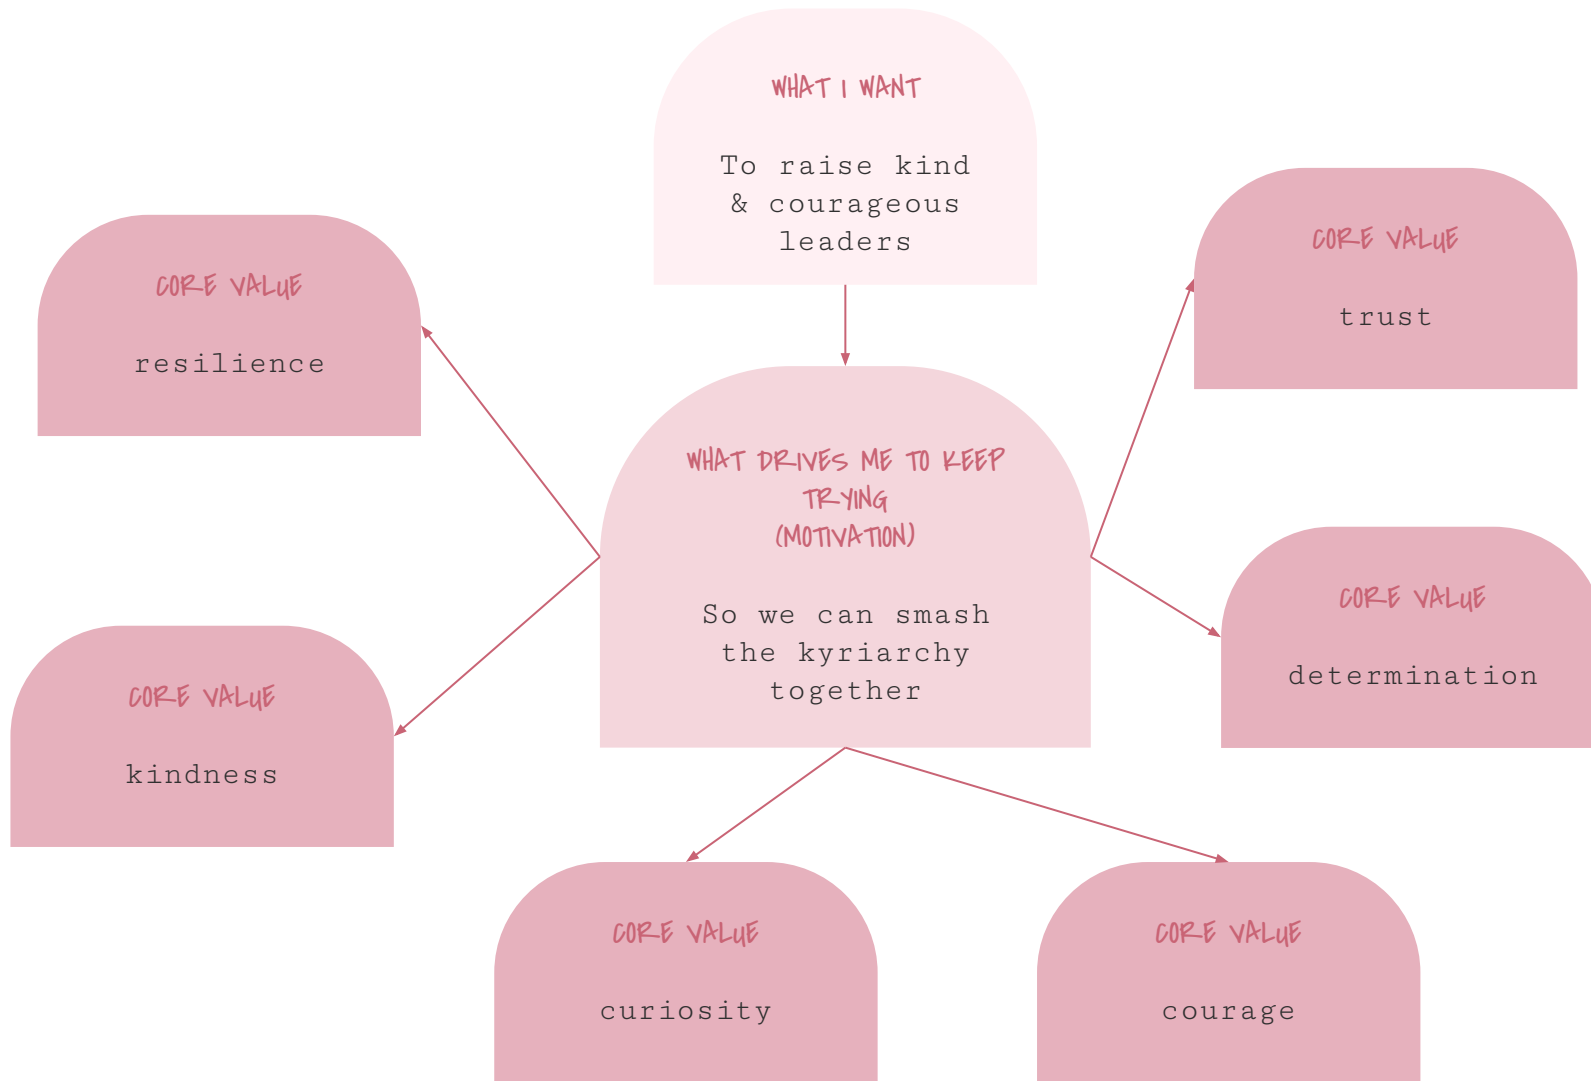 WHAT I WANT
To raise kind
& courageous
leaders
CORE VALUE
trust
CORE VALUE
resilience
WHAT DRIVES ME TO KEEP
TRYING
(MOTIVATION)
So we can smash
the kyriarchy
together
CORE VALUE
determination
CORE VALUE
kindness
CORE VALUE
curiosity
CORE VALUE
courage